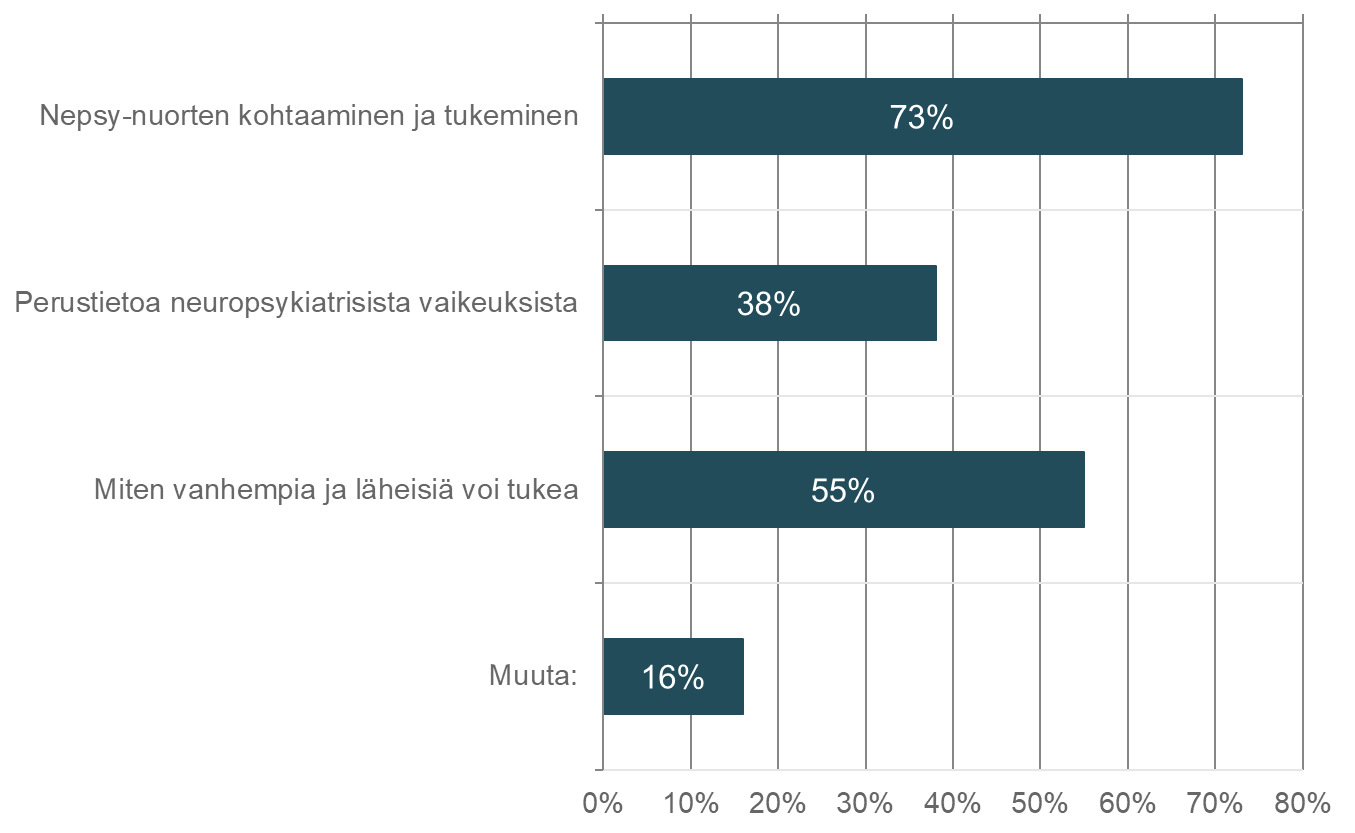 Nepsy-nuorten kohtaaminen ja tukeminen
73%
Perustietoa neuropsykiatrisista vaikeuksista
38%
Miten vanhempia ja läheisiä voi tukea
55%
Muuta:
16%
0% 10% 20% 30% 40% 50% 60% 70% 80%